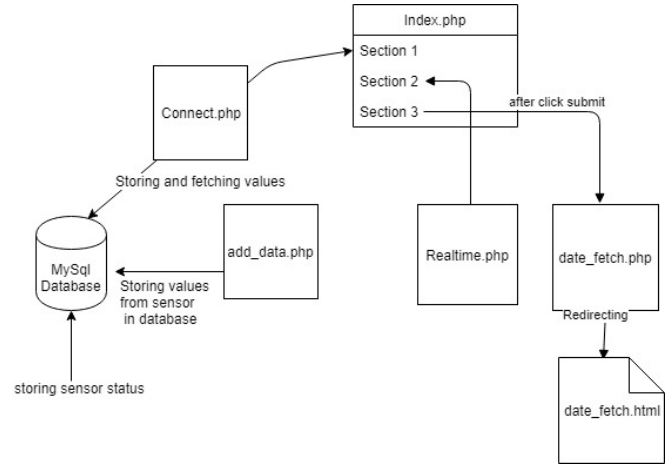 Index.php
Section 1
Section 2
Section 3
after click submit
Connect.php
Storing and fetching values
MySql
Database
add_data.php
Storing values
from sensor
in database
Realtime.php
date_fetch.php
Redirecting
storing sensor status
date_fetch.html